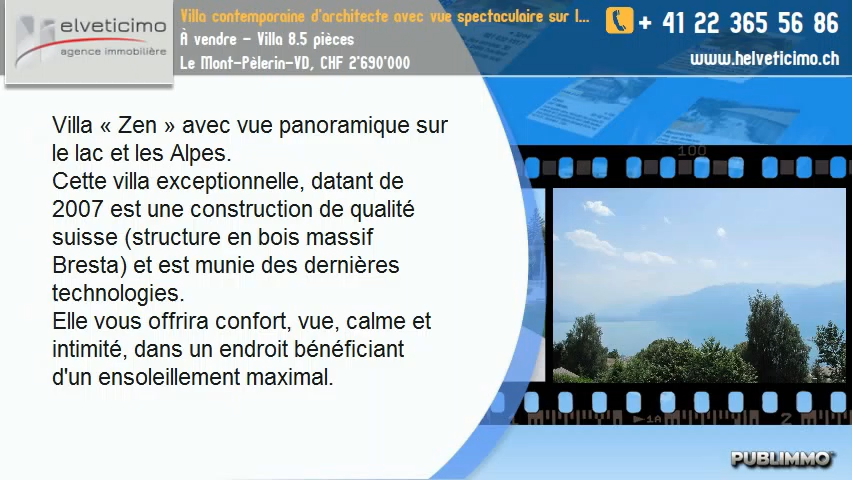 elveticimo
agence immobilière
Villa contemporaine d'architecte avec vue spectaculaire sur l...
À vendre - Villa 8.5 pièces
Le Mont-Pèlerin-VD, CHF 2'690'000
+ 41 22 365 56 86
www.helveticimo.ch
Villa « Zen » avec vue panoramique sur
le lac et les Alpes.
Cette villa exceptionnelle, datant de
2007 est une construction de qualité
suisse (structure en bois massif
Bresta) et est munie des dernières
technologies.
Elle vous offrira confort, vue, calme et
intimité, dans un endroit bénéficiant
d'un ensoleillement maximal.
100
1A
2
PUBLIMMO